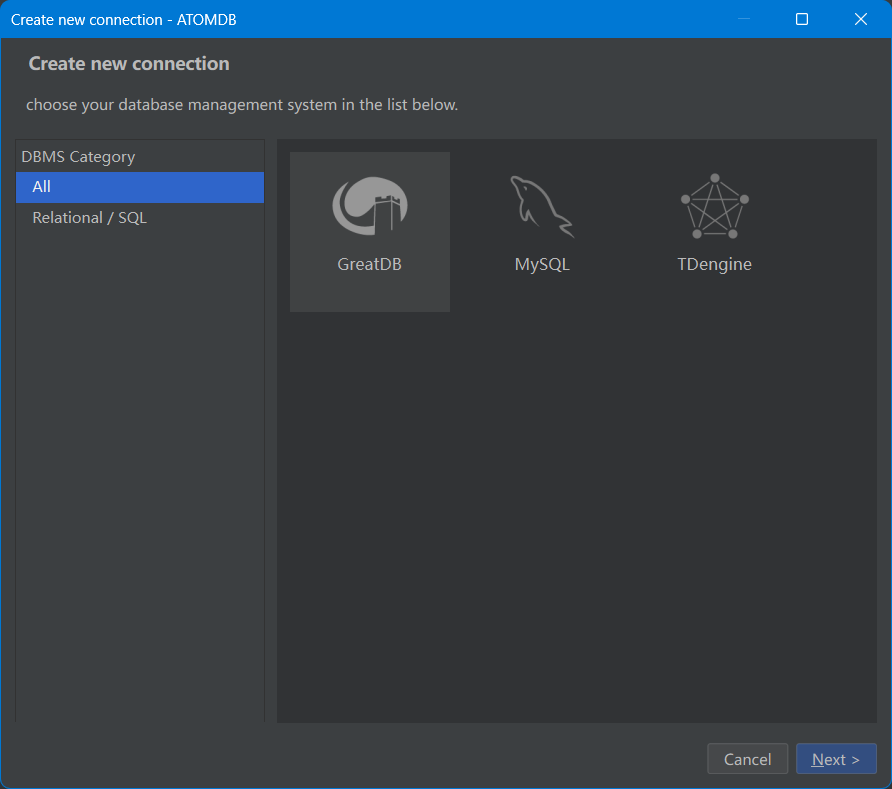 Create new connection - ATOMDB
Create new connection
choose your database management system in the list below.
DBMS Category
All
Relational / SQL
GreatDB
MySQL
TDengine
Cancel
Next >